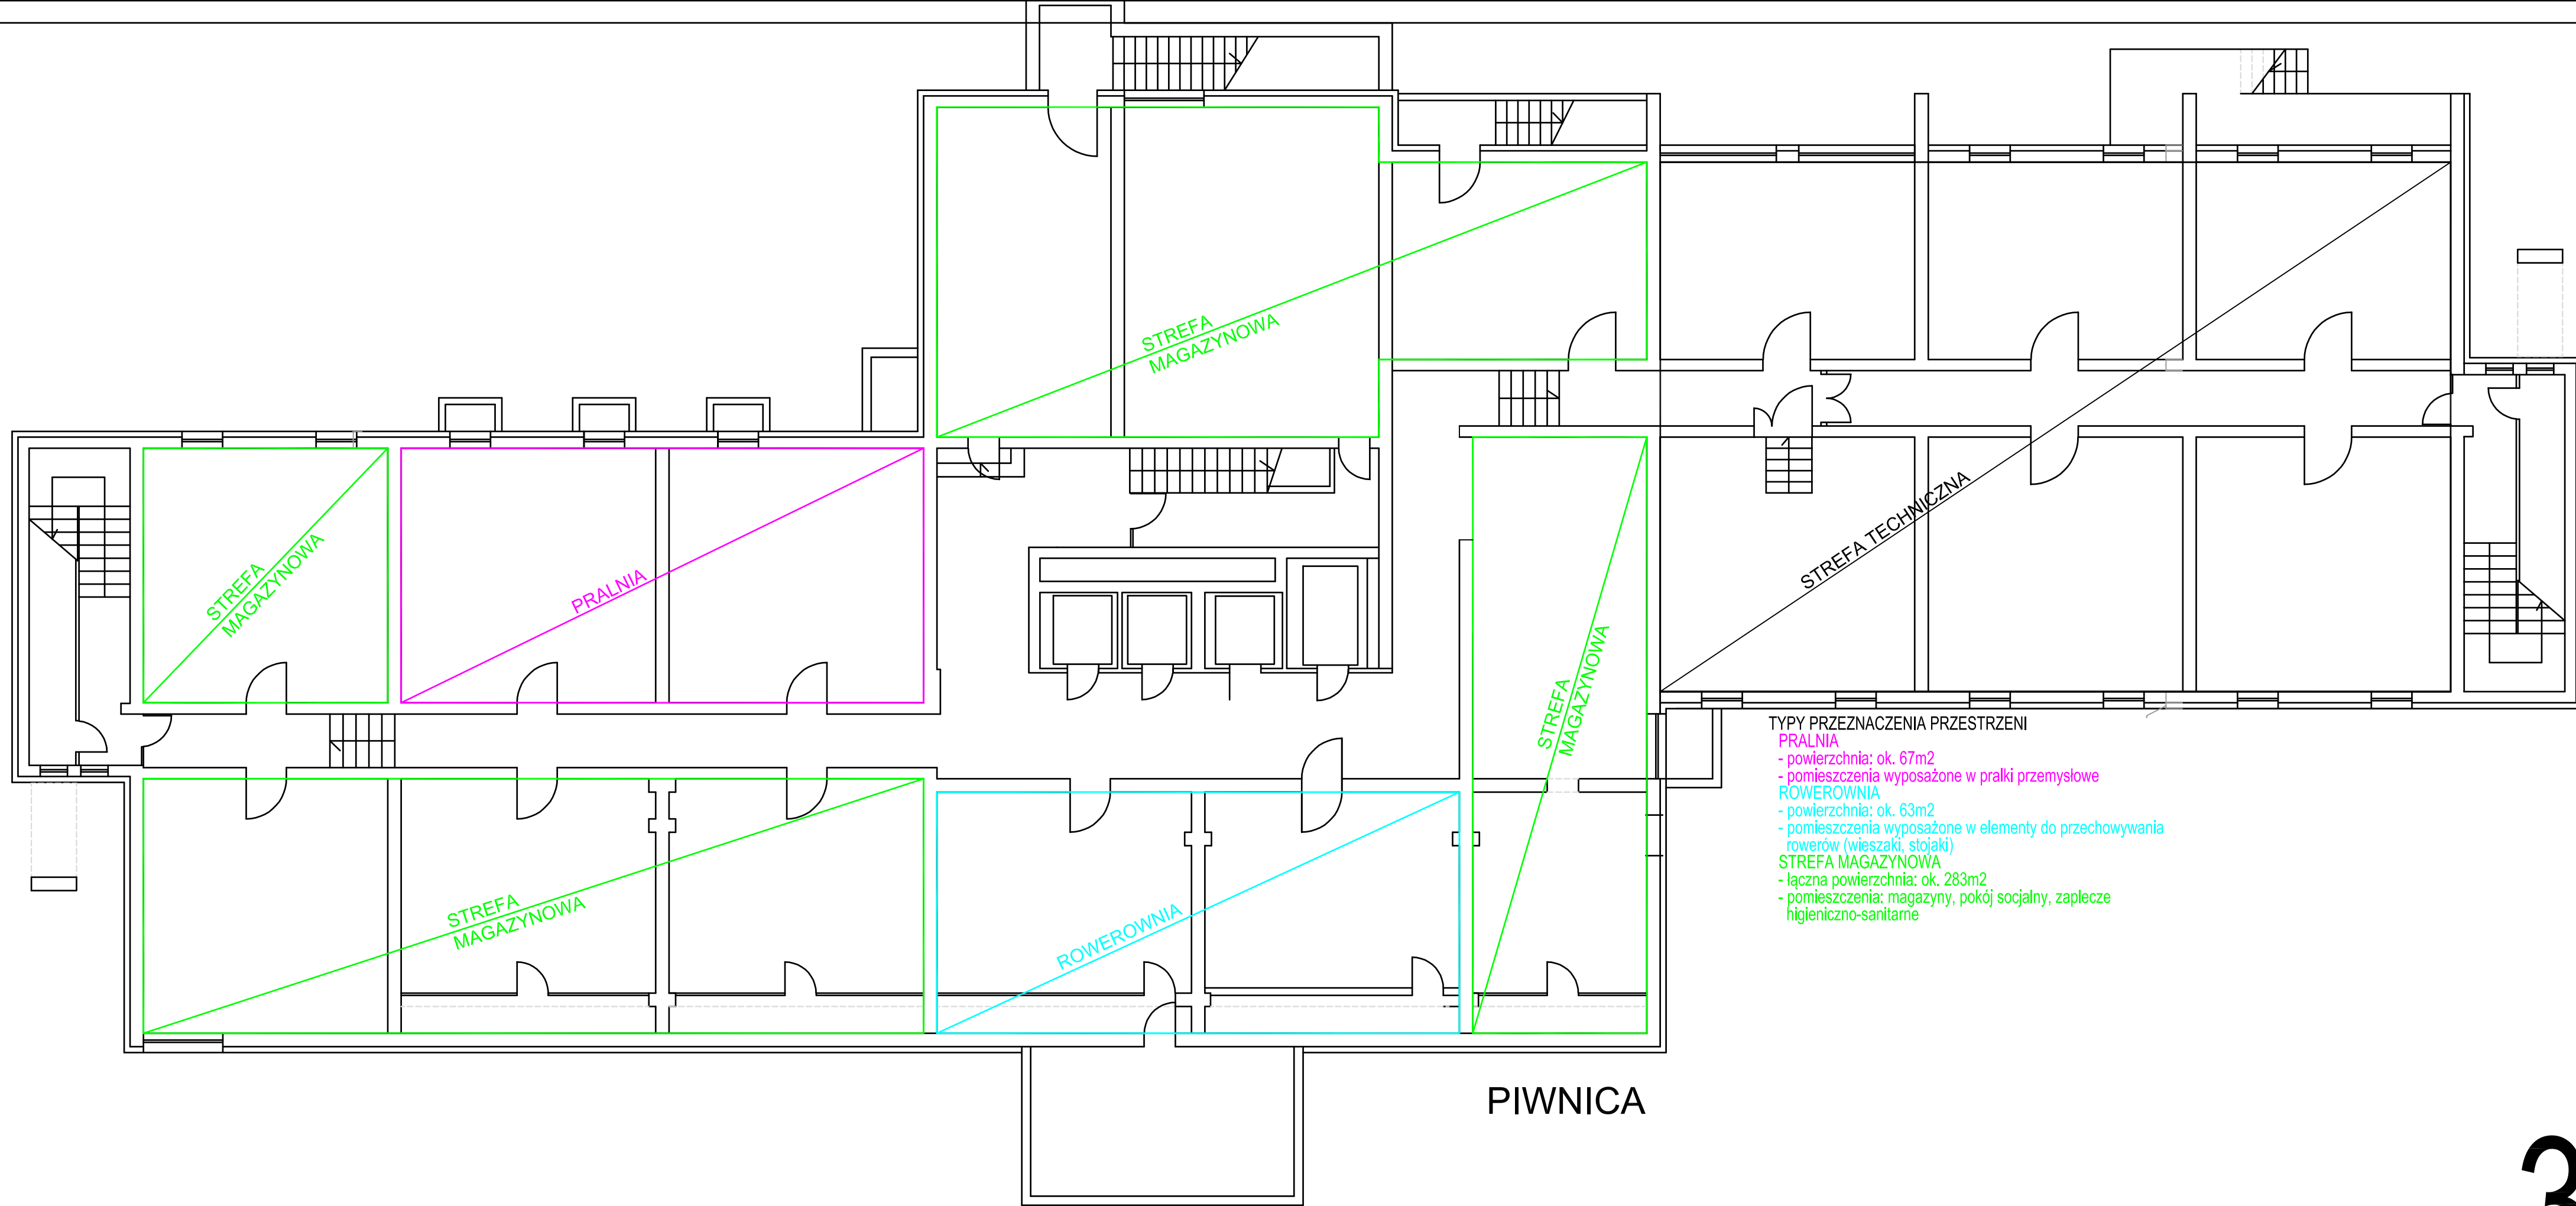 STREFA
MAGAZYNOWA
STREFA
MAGAZYNOWA
PRALNIA
STREFA TECHNICZNA
STREFA
MAGAZYNOWA
STREFA
MAGAZYNOWA
ROWEROWNIA
TYPY PRZEZNACZENIA PRZESTRZENI
PRALNIA
- powierzchnia: ok. 67m2
- pomieszczenia wyposażone w pralki przemysłowe
ROWEROWNIA
- powierzchnia: ok. 63m2
- pomieszczenia wyposażone w elementy do przechowywania
rowerów (wieszaki, stojaki)
STREFA MAGAZYNOWA
- łączna powierzchnia: ok. 283m2
- pomieszczenia: magazyny, pokój socjalny, zaplecze
higieniczno-sanitarne
PIWNICA